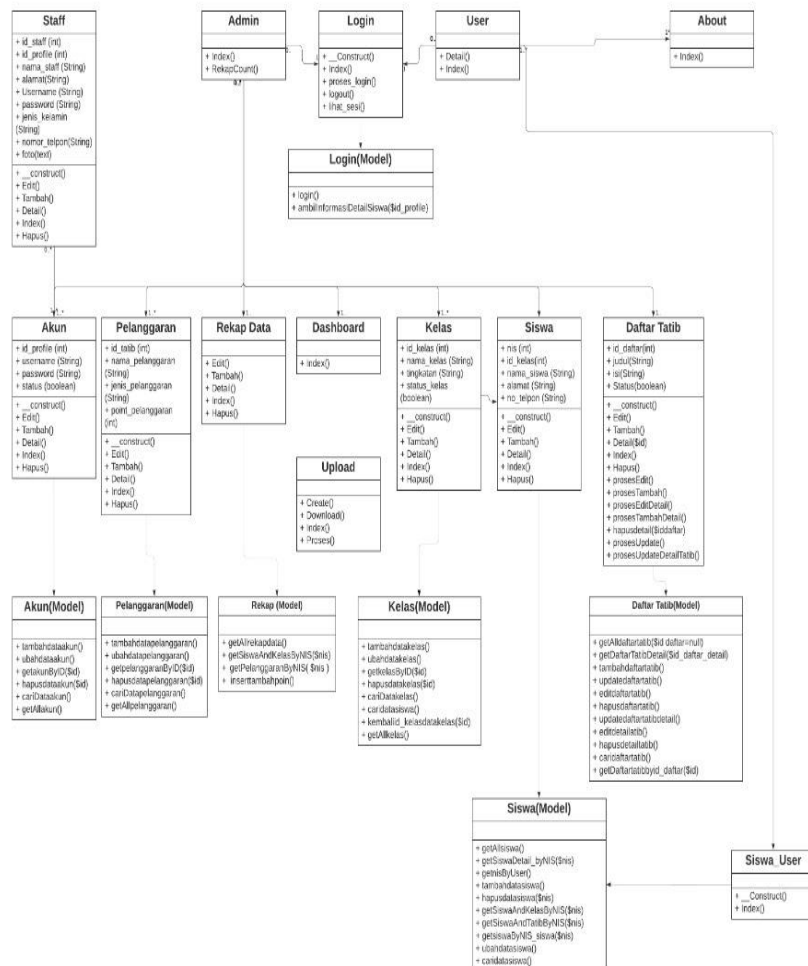 Staff
+ id_staff (int)
+ id_profile (int)
+ nama_staff (String)
+ alamat(String)
+ Username (String)
+ password (String)
+ jenis_kelamin
(String)
+ nomor_telpon(String)
+ foto(text)
+ __construct()
+ Edit()
+ Tambah()
+ Detail()
+ Index()
+ Hapus()
0..*
Admin
+ Index()
+ RekapCount()
Login
+ __Construct()
+ Index()
+ proses_login()
+ logout()
+ lihat_sesi()
User
+ Detail()
+ Index()
About
+ Index()
Login(Model)
+ login()
+ ambilInformasiDetailSiswa($id_profile)
Akun
+ id_profile (int)
+ username (String)
+ password (String)
+ status (boolean)
+ __construct()
+ Edit()
+ Tambah()
+ Detail()
+ Index()
+ Hapus()
1..*
Pelanggaran
+ id_tatib (int)
+ nama_pelanggaran
(String)
+ jenis_pelanggaran
(String)
+ point_pelanggaran
(int)
+ __construct()
+ Edit()
+ Tambah()
+ Detail()
+ Index()
+ Hapus()
1
Rekap Data
+ Edit()
+ Tambah()
+ Detail()
+ Index()
+ Hapus()
1
Dashboard
+ Index()
1..*
Kelas
+ id_kelas (int)
+ nama_kelas (String)
+ tingkatan (String)
+ status_kelas
(boolean)
+ __construct()
+ Edit()
+ Tambah()
+ Detail()
+ Index()
+ Hapus()
1
Siswa
+ nis (int)
+ id_kelas(int)
+ nama_siswa (String)
+ alamat (String)
+ no_telpon (String)
+ __construct()
+ Edit()
+ Tambah()
+ Detail()
+ Index()
+ Hapus()
1
Daftar Tatib
+ id_daftar(int)
+ judul(String)
+ isi(String)
+ Status(boolean)
+ __construct()
+ Edit()
+ Tambah()
+ Detail($id)
+ Index()
+ Hapus()
+ prosesEdit()
+ prosesTambah()
+ prosesEditDetail()
+ prosesTambahDetail()
+ hapusdetail($iddaftar)
+ prosesUpdate()
+ prosesUpdateDetailTatib()
Upload
+ Create()
+ Download()
+ Index()
+ Proses()
Akun(Model)
+ tambahdataakun()
+ ubahdataakun()
+ getakunByID($id)
+ hapusdataakun($id)
+ cariDataakun()
+ getAllakun()
Pelanggaran(Model)
+ tambahdatapelanggaran()
+ ubahdatapelanggaran()
+ getpelanggaranByID($id)
+ hapusdatapelanggaran($id)
+ cariDatapelanggaran()
+ getAllpelanggaran()
Rekap (Model)
+ getAllrekapdata()
+ getSiswaAndKelasByNIS($nis)
+ getPelanggaranByNIS( $nis )
+ inserttambahpoin()
Kelas(Model)
+ tambahdatakelas()
+ ubahdatakelas()
+ getkelasByID($id)
+ hapusdatakelas($id)
+ cariDatakelas()
+ caridatasiswa()
+ kembaliid_kelasdatakelas($id)
+ getAllkelas()
Daftar Tatib(Model)
+ getAlldaftartatib($id daftar=null)
+ getDaftarTatibDetail($id_daftar_detail)
+ tambahdaftartatib()
+ updatedaftartatib()
+ editdaftartatib()
+ hapusdaftartatib()
+ updatedaftartatibdetail()
+ editdetailtatib()
+ hapusdetailtatib()
+ caridaftartatib()
+ getDaftartatibbyid_daftar($id)
Siswa(Model)
+ getAllsiswa()
+ getSiswaDetail_byNIS($nis)
+ getnisByUser()
+ tambahdatasiswa()
+ hapusdatasiswa($nis)
+ getSiswaAndKelasByNIS($nis)
+ getSiswaAndTatibByNIS($nis)
+ getsiswaByNIS_siswa($nis)
+ ubahdatasiswa()
+ caridatasiswa()
Siswa_User
+ __Construct()
+ Index()